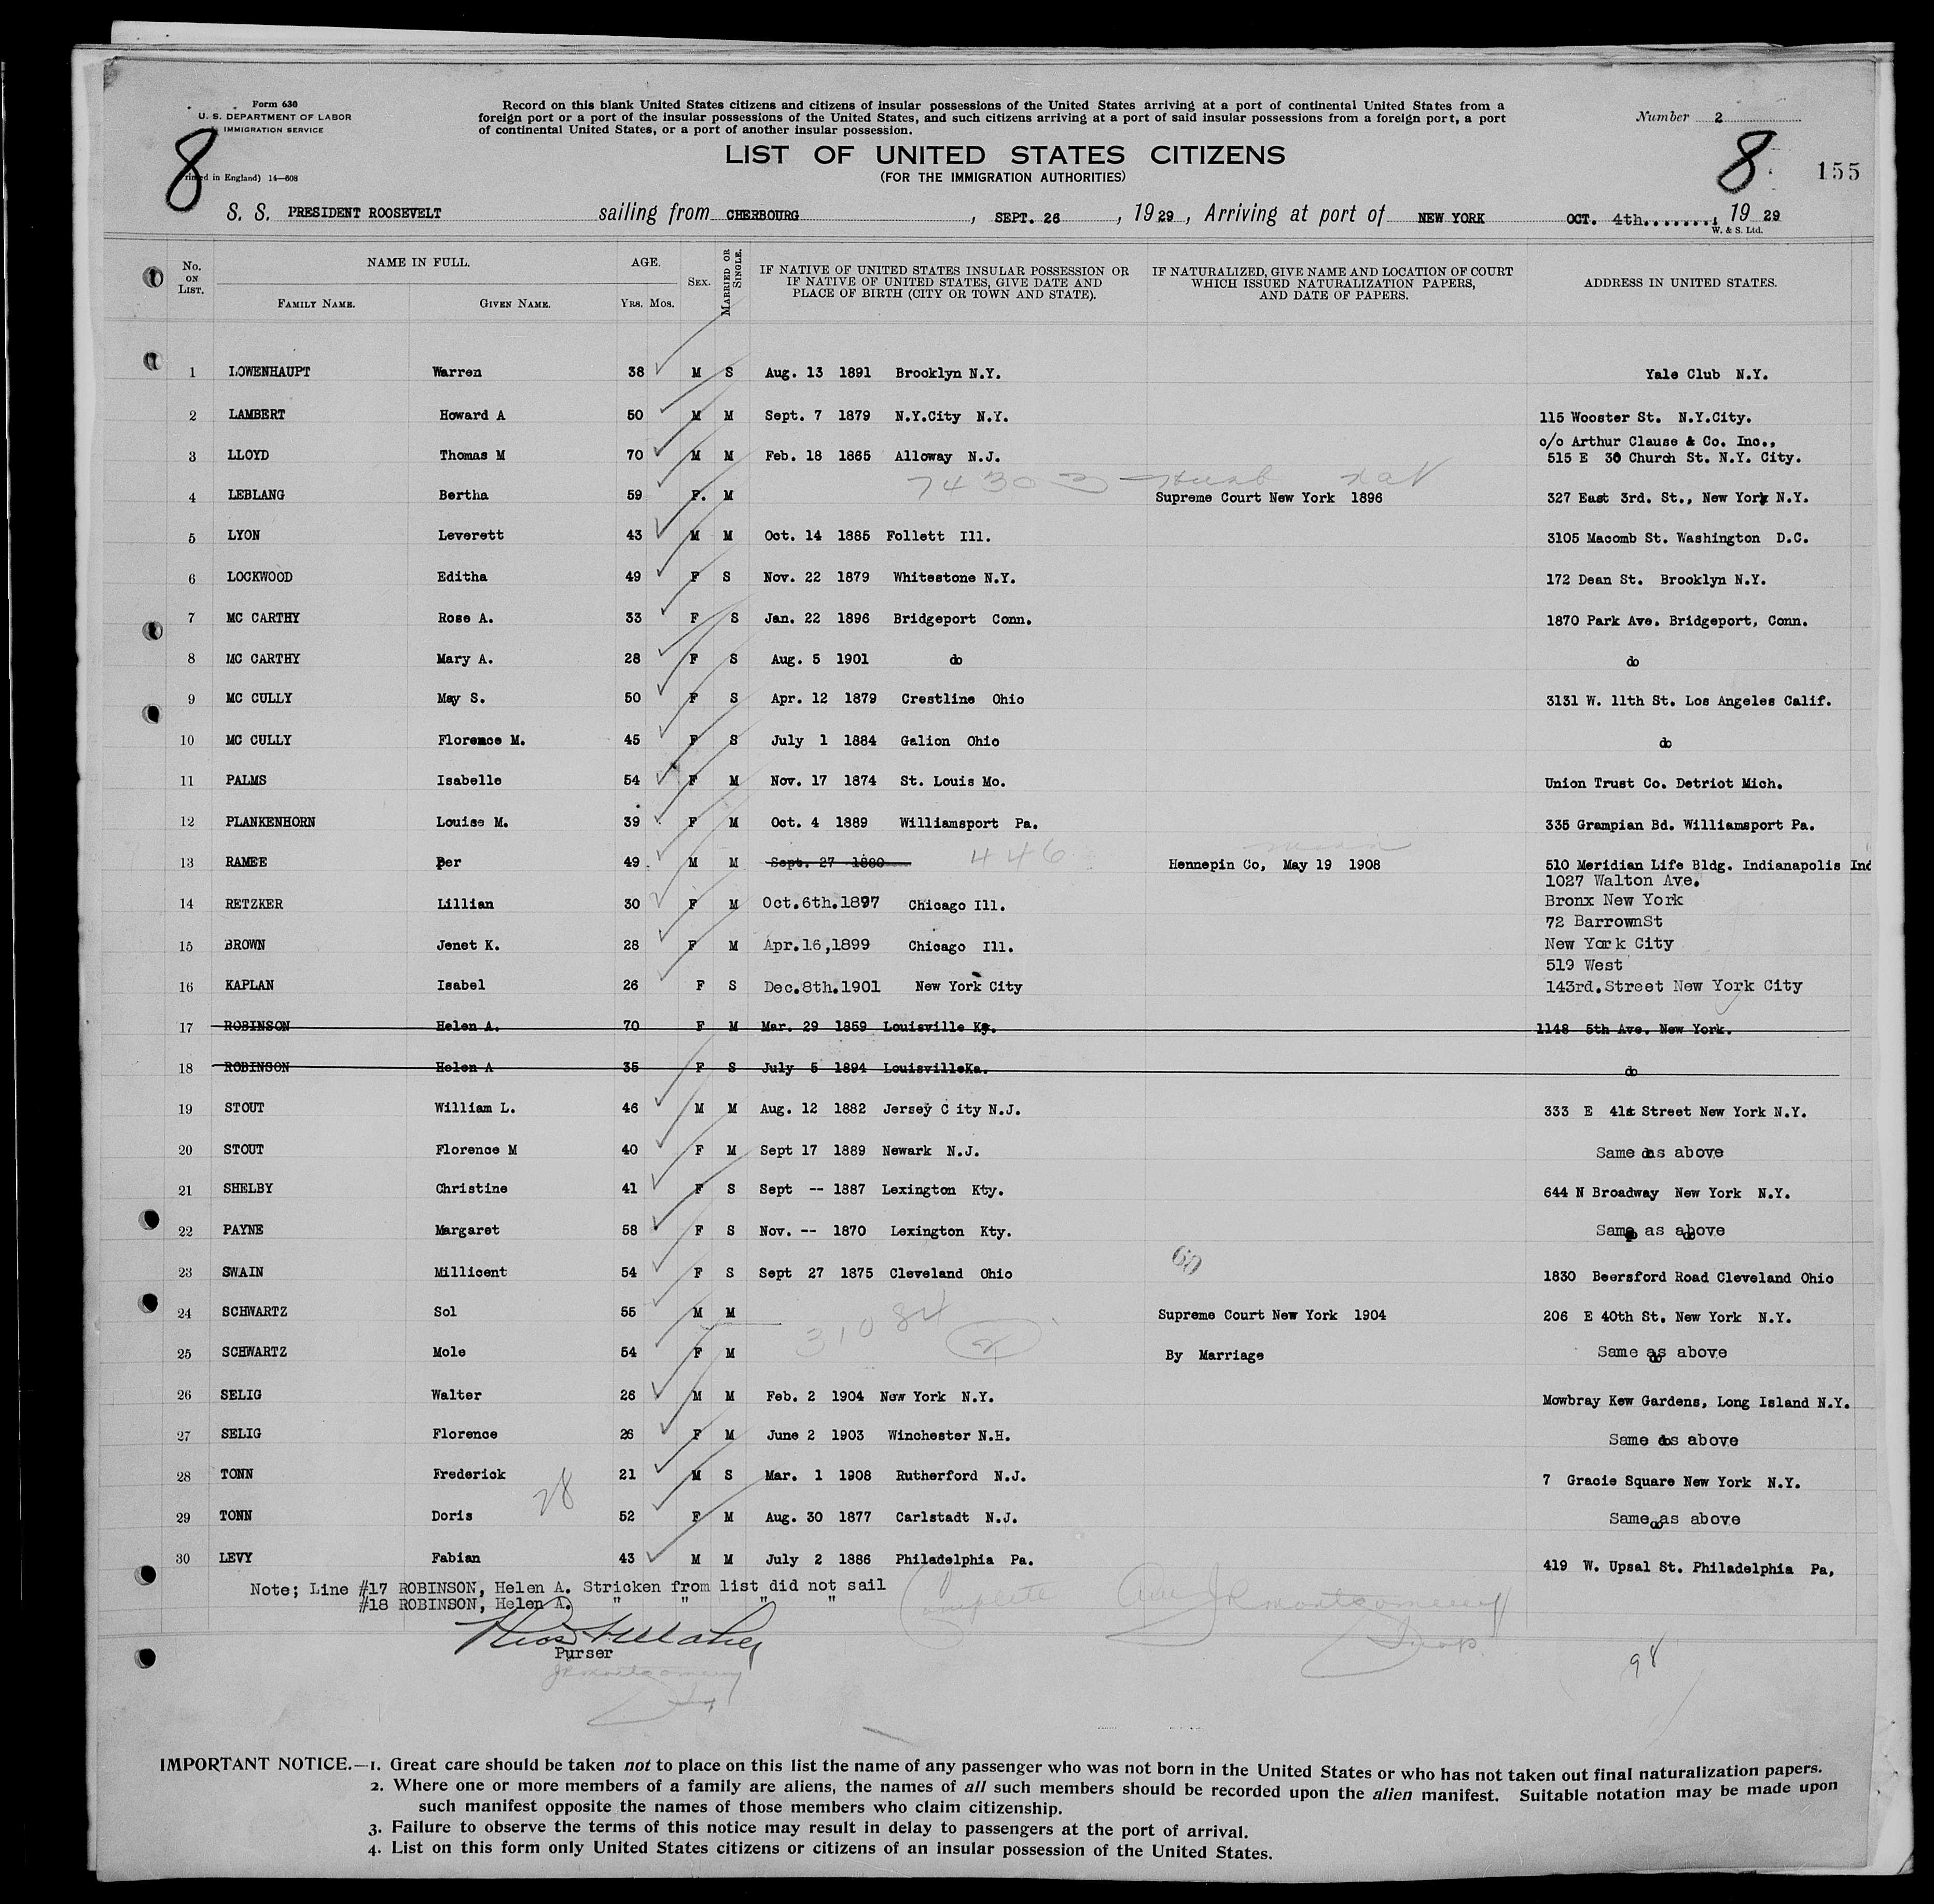 Form 630
U. S. DEPARTMENT OF LABOR
IMMIGRATION SERVICE
in England) 14—608
8
Record on this blank United States citizens and citizens of insular possessions of the United States arriving at a port of continental United States from a
foreign port or a port of the insular possessions of the United States, and such citizens arriving at a port of said insular possessions from a foreign port, a port
of continental United States, or a port of another insular possession.
Number 2
8
155
LIST OF UNITED STATES CITIZENS
(FOR THE IMMIGRATION AUTHORITIES)
S. S. PRESIDENT ROOSEVELT sailing from CHERBOURG, SEPT. 26, 1929, Arriving at port of NEW YORK OCT. 4th......., 19 29
W. & S. Ltd.
No. ON LIST. NAME IN FULL. FAMILY NAME. GIVEN NAME. AGE. YRS. MOS. SEX. MARRIED OR SINGLE. IF NATIVE OF UNITED STATES INSULAR POSSESSION OR IF NATIVE OF UNITED STATES, GIVE DATE AND PLACE OF BIRTH (CITY OR TOWN AND STATE). IF NATURALIZED, GIVE NAME AND LOCATION OF COURT WHICH ISSUED NATURALIZATION PAPERS, AND DATE OF PAPERS. ADDRESS IN UNITED STATES.
1 LOWENHAUPT Warren 38 M S Aug. 13 1891 Brooklyn N.Y. Yale Club N.Y.
2 LAMBERT Howard A 50 M M Sept. 7 1879 N.Y.City N.Y. 115 Wooster St. N.Y.City.
c/o Arthur Clause & Co. Inc.,
3 LLOYD Thomas M 70 M M Feb. 18 1865 Alloway N.J. 515 E 30 Church St. N.Y. City.
74303 Husb nat
4 LEBLANG Bertha 59 F. M Supreme Court New York 1896 327 East 3rd. St., New York N.Y.
5 LYON Leverett 43 M M Oct. 14 1885 Follett Ill. 3105 Macomb St. Washington D.C.
6 LOCKWOOD Editha 49 F S Nov. 22 1879 Whitestone N.Y. 172 Dean St. Brooklyn N.Y.
7 MC CARTHY Rose A. 33 F S Jan. 22 1896 Bridgeport Conn. 1870 Park Ave. Bridgeport, Conn.
8 MC CARTHY Mary A. 28 F S Aug. 5 1901 do do
9 MC CULLY May S. 50 F S Apr. 12 1879 Crestline Ohio 3131 W. 11th St. Los Angeles Calif.
10 MC CULLY Florence M. 45 F S July 1 1884 Galion Ohio do
11 PALMS Isabelle 54 F M Nov. 17 1874 St. Louis Mo. Union Trust Co. Detriot Mich.
12 PLANKENHORN Louise M. 39 F M Oct. 4 1889 Williamsport Pa. 335 Grampian Bd. Williamsport Pa.
13 RAMEE Per 49 M M Sept. 27 1880 446 Hennepin Co, May 19 1908 510 Meridian Life Bldg. Indianapolis Ind
1027 Walton Ave.
14 RETZKER Lillian 30 F M Oct.6th.1897 Chicago Ill. Bronx New York
72 BarrownSt
15 BROWN Jenet K. 28 F M Apr.16,1899 Chicago Ill. New York City
519 West
16 KAPLAN Isabel 26 F S Dec.8th.1901 New York City 143rd.Street New York City
17 ROBINSON Helen A. 70 F M Mar. 29 1859 Louisville Ky. 1148 5th Ave. New York.
18 ROBINSON Helen A 35 F S July 5 1894 LouisvilleKa. do
19 STOUT William L. 46 M M Aug. 12 1882 Jersey C ity N.J. 333 E 41st Street New York N.Y.
20 STOUT Florence M 40 F M Sept 17 1889 Newark N.J. Same as above
21 SHELBY Christine 41 F S Sept -- 1887 Lexington Kty. 644 N Broadway New York N.Y.
22 PAYNE Margaret 58 F S Nov. -- 1870 Lexington Kty. Same as above
60
23 SWAIN Millicent 54 F S Sept 27 1875 Cleveland Ohio 1830 Beersford Road Cleveland Ohio
24 SCHWARTZ Sol 55 M M 31084 Supreme Court New York 1904 206 E 40th St. New York N.Y.
25 SCHWARTZ Mole 54 F M By Marriage Same as above
26 SELIG Walter 26 M M Feb. 2 1904 New York N.Y. Mowbray Kew Gardens, Long Island N.Y.
27 SELIG Florence 26 F M June 2 1903 Winchester N.H. Same as above
28 TONN Frederick 21 M S Mar. 1 1908 Rutherford N.J. 7 Gracie Square New York N.Y.
28
29 TONN Doris 52 F M Aug. 30 1877 Carlstadt N.J. Same as above
30 LEVY Fabian 43 M M July 2 1886 Philadelphia Pa. 419 W. Upsal St. Philadelphia Pa,
Note; Line #17 ROBINSON, Helen A. Stricken from list did not sail
#18 ROBINSON, Helen A. " " " "
Complete JR Montgomery
Insp
Purser
JR Montgomery
98
IMPORTANT NOTICE.—1. Great care should be taken not to place on this list the name of any passenger who was not born in the United States or who has not taken out final naturalization papers.
2. Where one or more members of a family are aliens, the names of all such members should be recorded upon the alien manifest. Suitable notation may be made upon
such manifest opposite the names of those members who claim citizenship.
3. Failure to observe the terms of this notice may result in delay to passengers at the port of arrival.
4. List on this form only United States citizens or citizens of an insular possession of the United States.